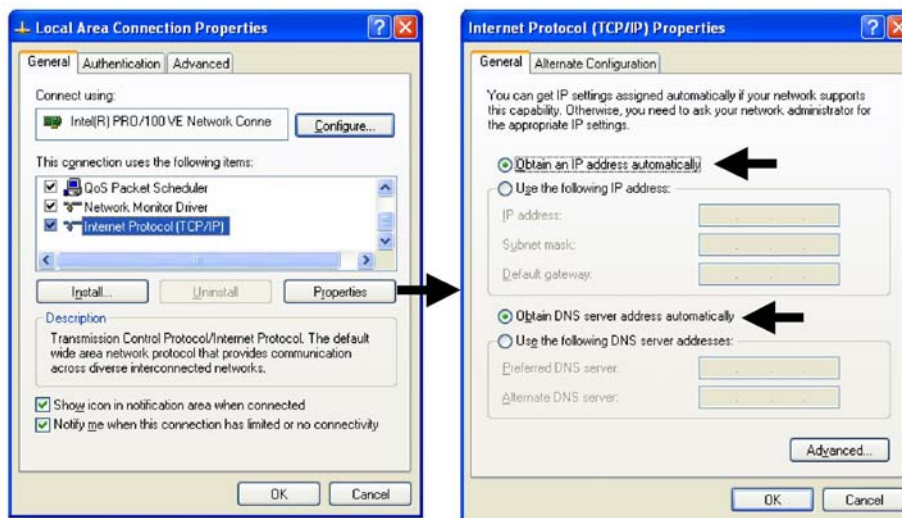 Local Area Connection Properties
General
Authentication
Advanced
Connect using:
Intel(R) PRO/100 VE Network Conne
Configure...
This connection uses the following items:
QoS Packet Scheduler
Network Monitor Driver
Internet Protocol (TCP/IP)
Install...
Uninstall
Properties
Description
Transmission Control Protocol/Internet Protocol. The default
wide area network protocol that provides communication
across diverse interconnected networks.
Show icon in notification area when connected
Notify me when this connection has limited or no connectivity
OK
Cancel
Internet Protocol (TCP/IP) Properties
General
Alternate Configuration
You can get IP settings assigned automatically if your network supports
this capability. Otherwise, you need to ask your network administrator for
the appropriate IP settings.
Obtain an IP address automatically
Use the following IP address:
IP address:
Subnet mask:
Default gateway:
Obtain DNS server address automatically
Use the following DNS server addresses:
Preferred DNS server:
Alternate DNS server:
Advanced...
OK
Cancel